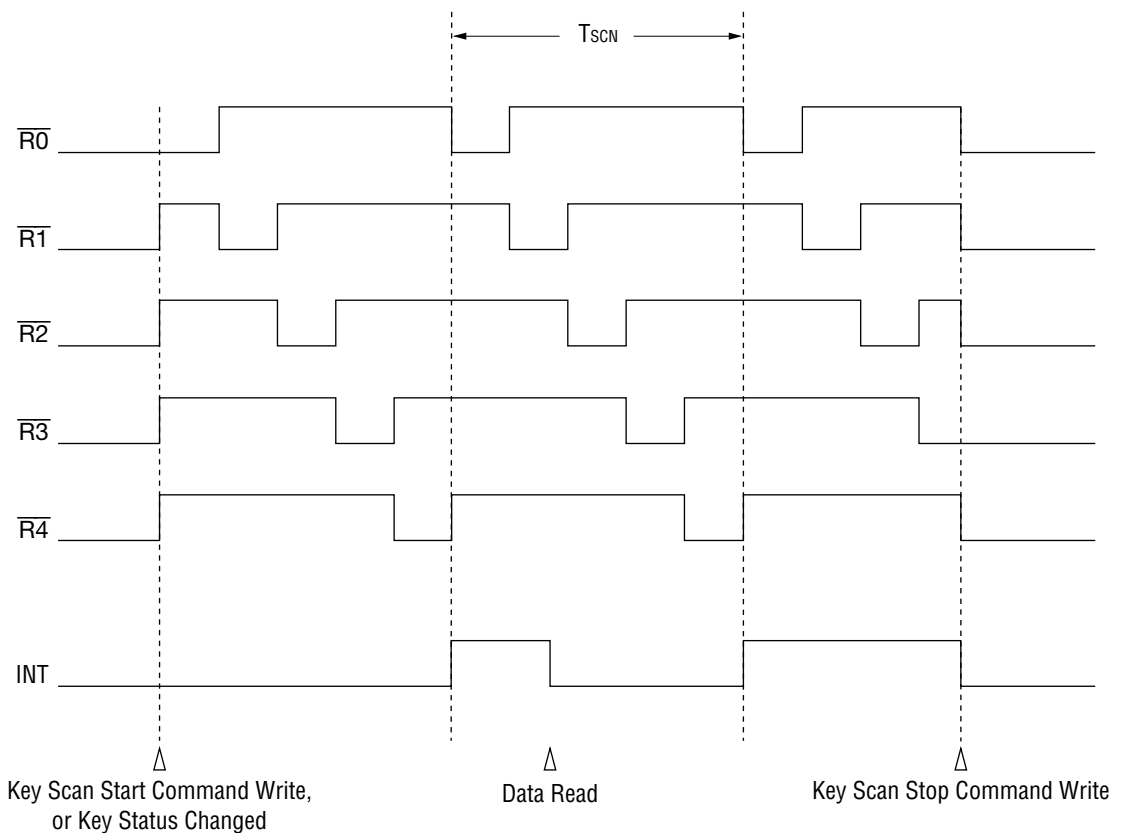 TSCN
R0
R1
R2
R3
R4
INT
Key Scan Start Command Write,
or Key Status Changed
Data Read
Key Scan Stop Command Write